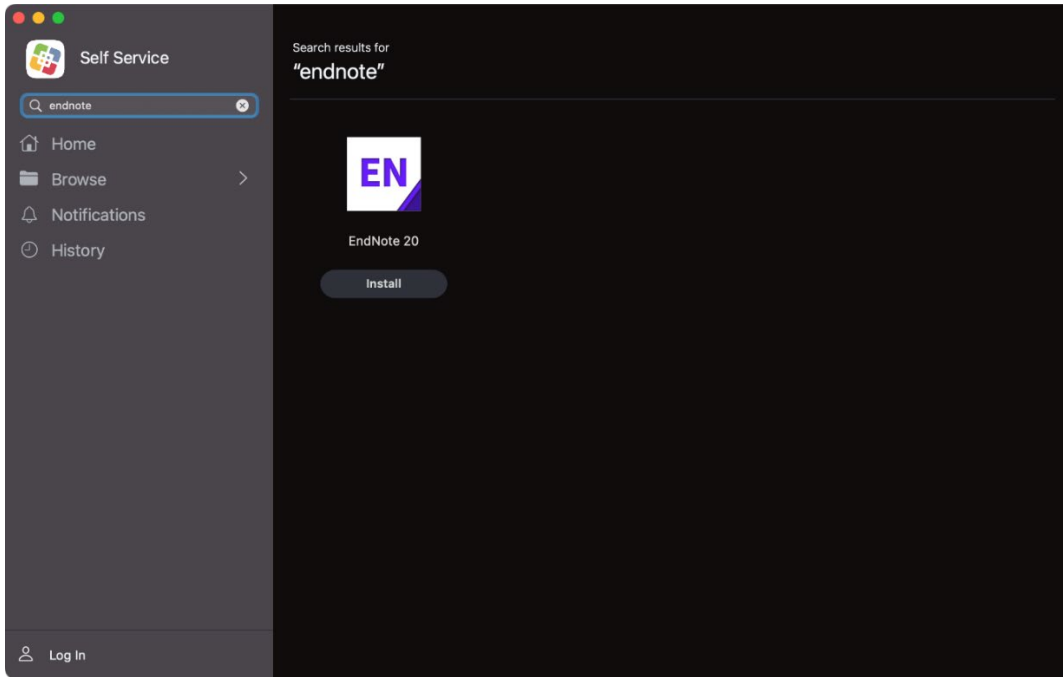 Self Service
endnote
Home
Browse
Notifications
History
Log In
Search results for
“endnote”
EN
EndNote 20
Install